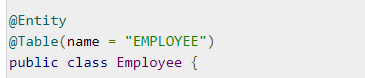 @Entity
@Table(name = "EMPLOYEE")
public class Employee {